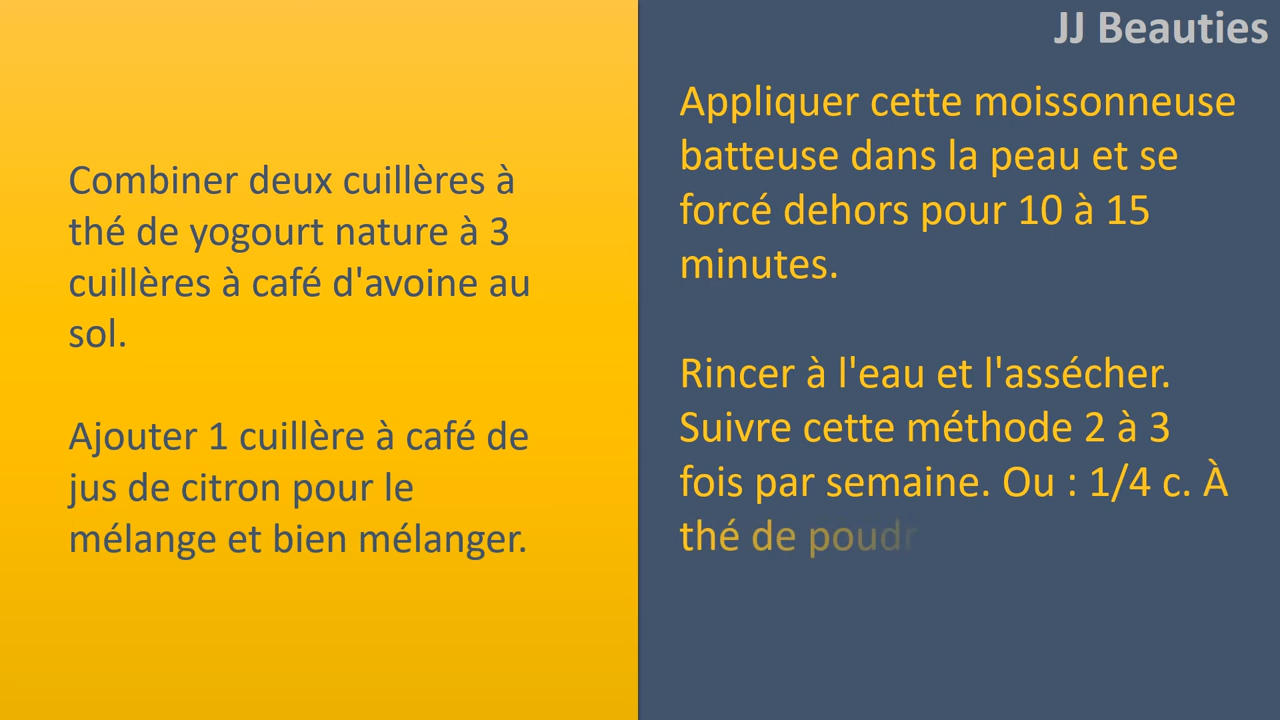 JJ Beauties
Combiner deux cuillères à
thé de yogourt nature à 3
cuillères à café d'avoine au
sol.
Ajouter 1 cuillère à café de
jus de citron pour le
mélange et bien mélanger.
Appliquer cette moissonneuse
batteuse dans la peau et se
forcé dehors pour 10 à 15
minutes.
Rincer à l'eau et l'assécher.
Suivre cette méthode 2 à 3
fois par semaine. Ou : 1/4 c. À
thé de poudr